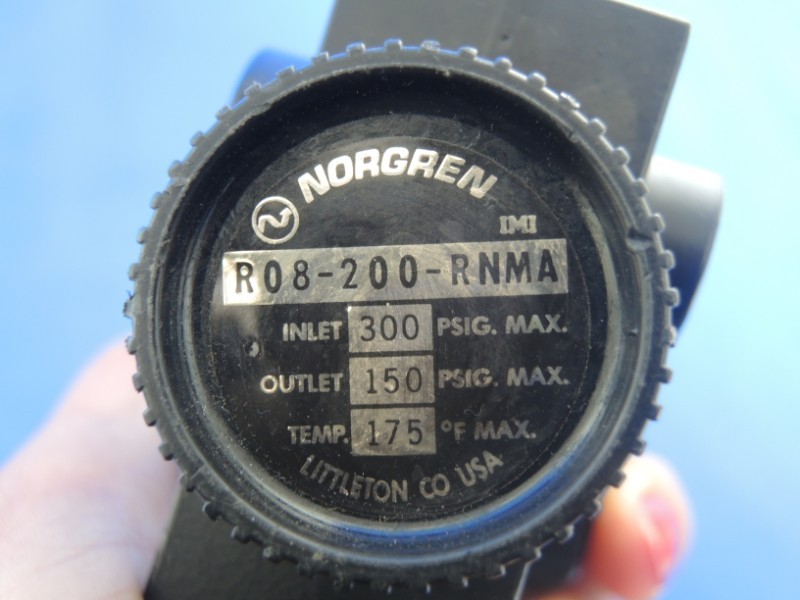 NORGREN
IMI
R08-200-RNMA
INLET 300 PSIG. MAX.
OUTLET 150 PSIG. MAX.
TEMP. 175 °F MAX.
LITTLETON CO USA